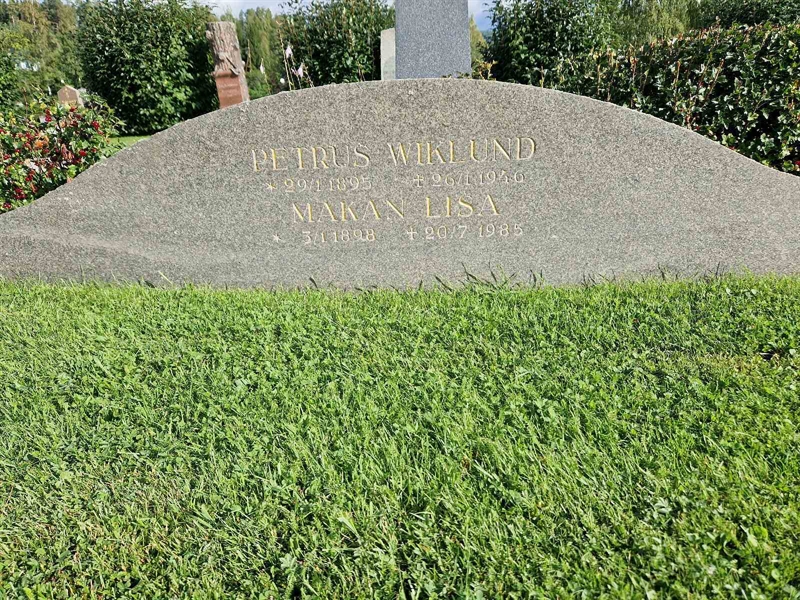 PETRUS WIKLUND
* 29/1 1895 + 26/1 1946
MAKAN LISA
* 3/1 1898 + 20/7 1985